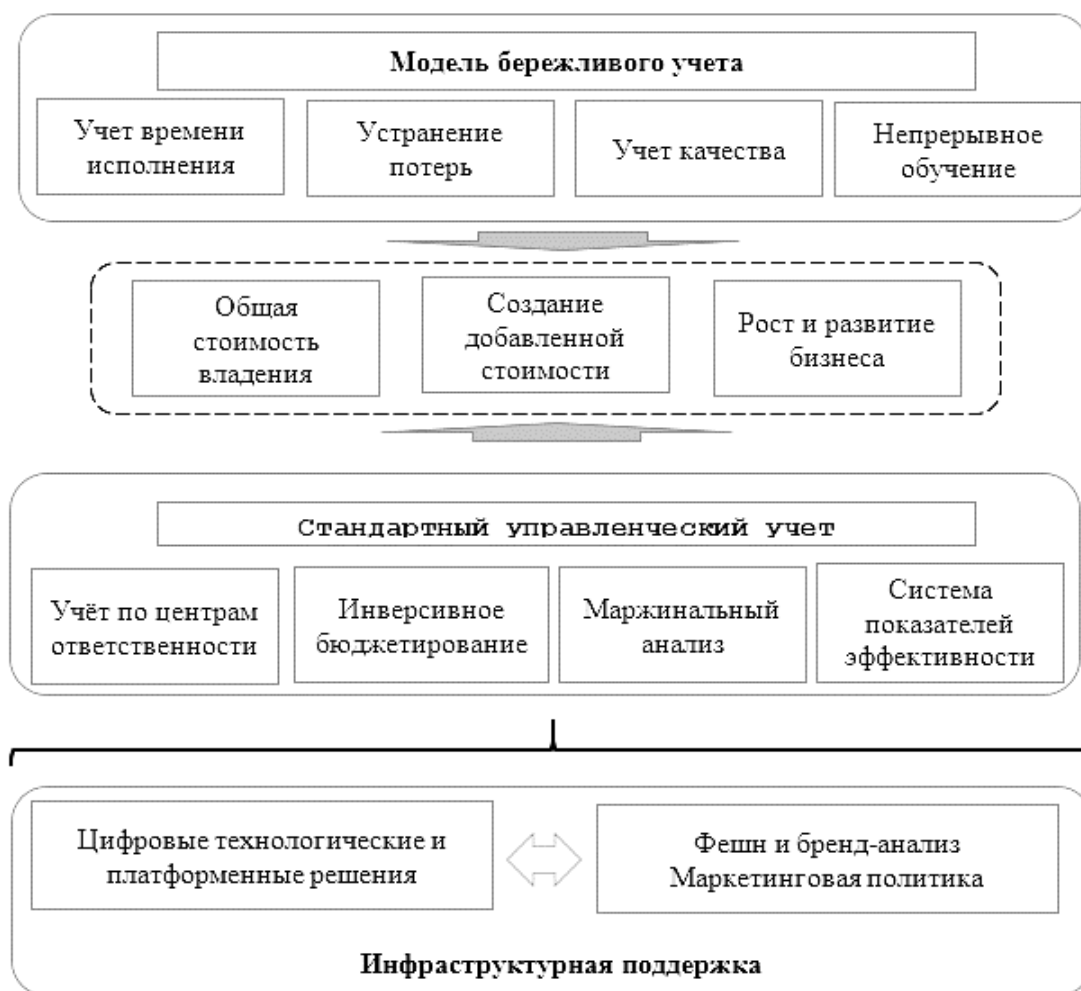 Модель бережливого учета
Учет времени
исполнения
Устранение
потерь
Учет качества
Непрерывное
обучение
Общая
стоимость
владения
Создание
добавленной
стоимости
Рост и развитие
бизнеса
Стандартный управленческий учет
Учёт по центрам
ответственности
Инверсивное
бюджетирование
Маржинальный
анализ
Система
показателей
эффективности
Цифровые технологические и
платформенные решения
Фешн и бренд-анализ
Маркетинговая политика
Инфраструктурная поддержка